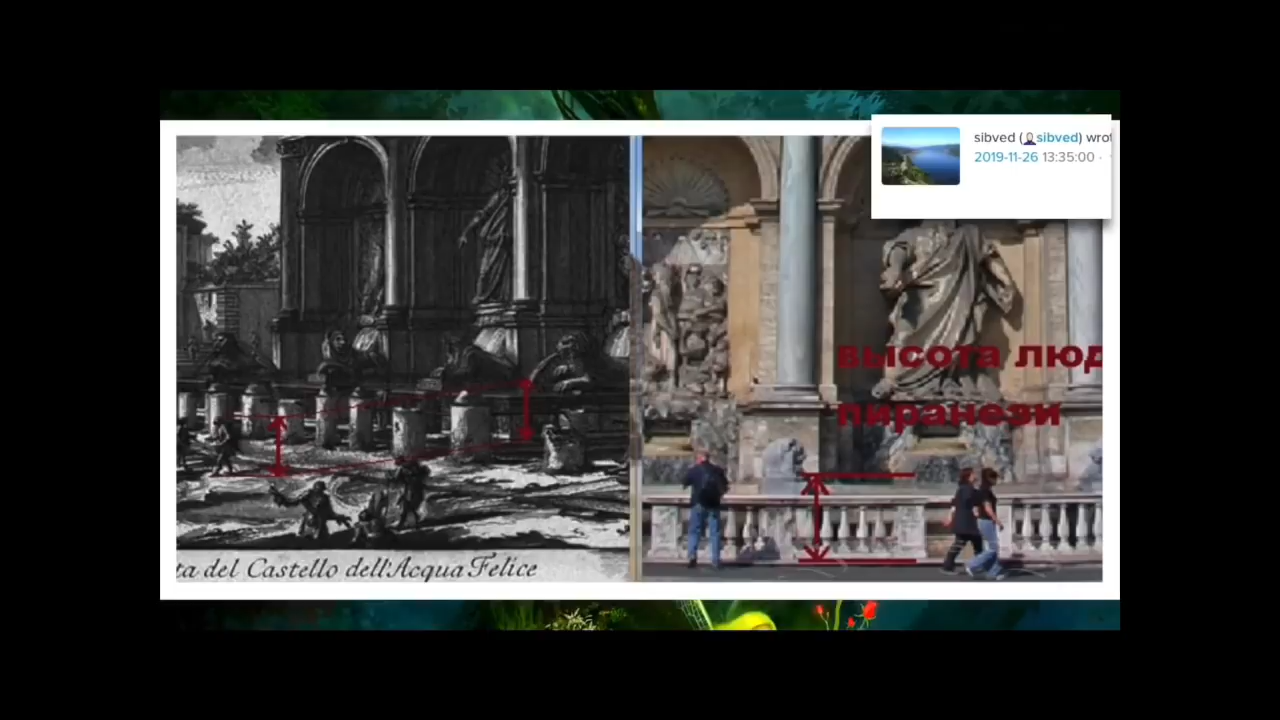 sibved (sibved) wrot
2019-11-26 13:35:00 ·
высота люд
пиранези
ta del Castello dell'Acqua Felice